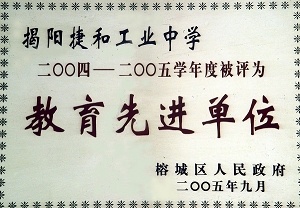 揭阳捷和工业中学
二〇〇四—二〇〇五学年度被评为
教育先进单位
榕城区人民政府
二〇〇五年九月